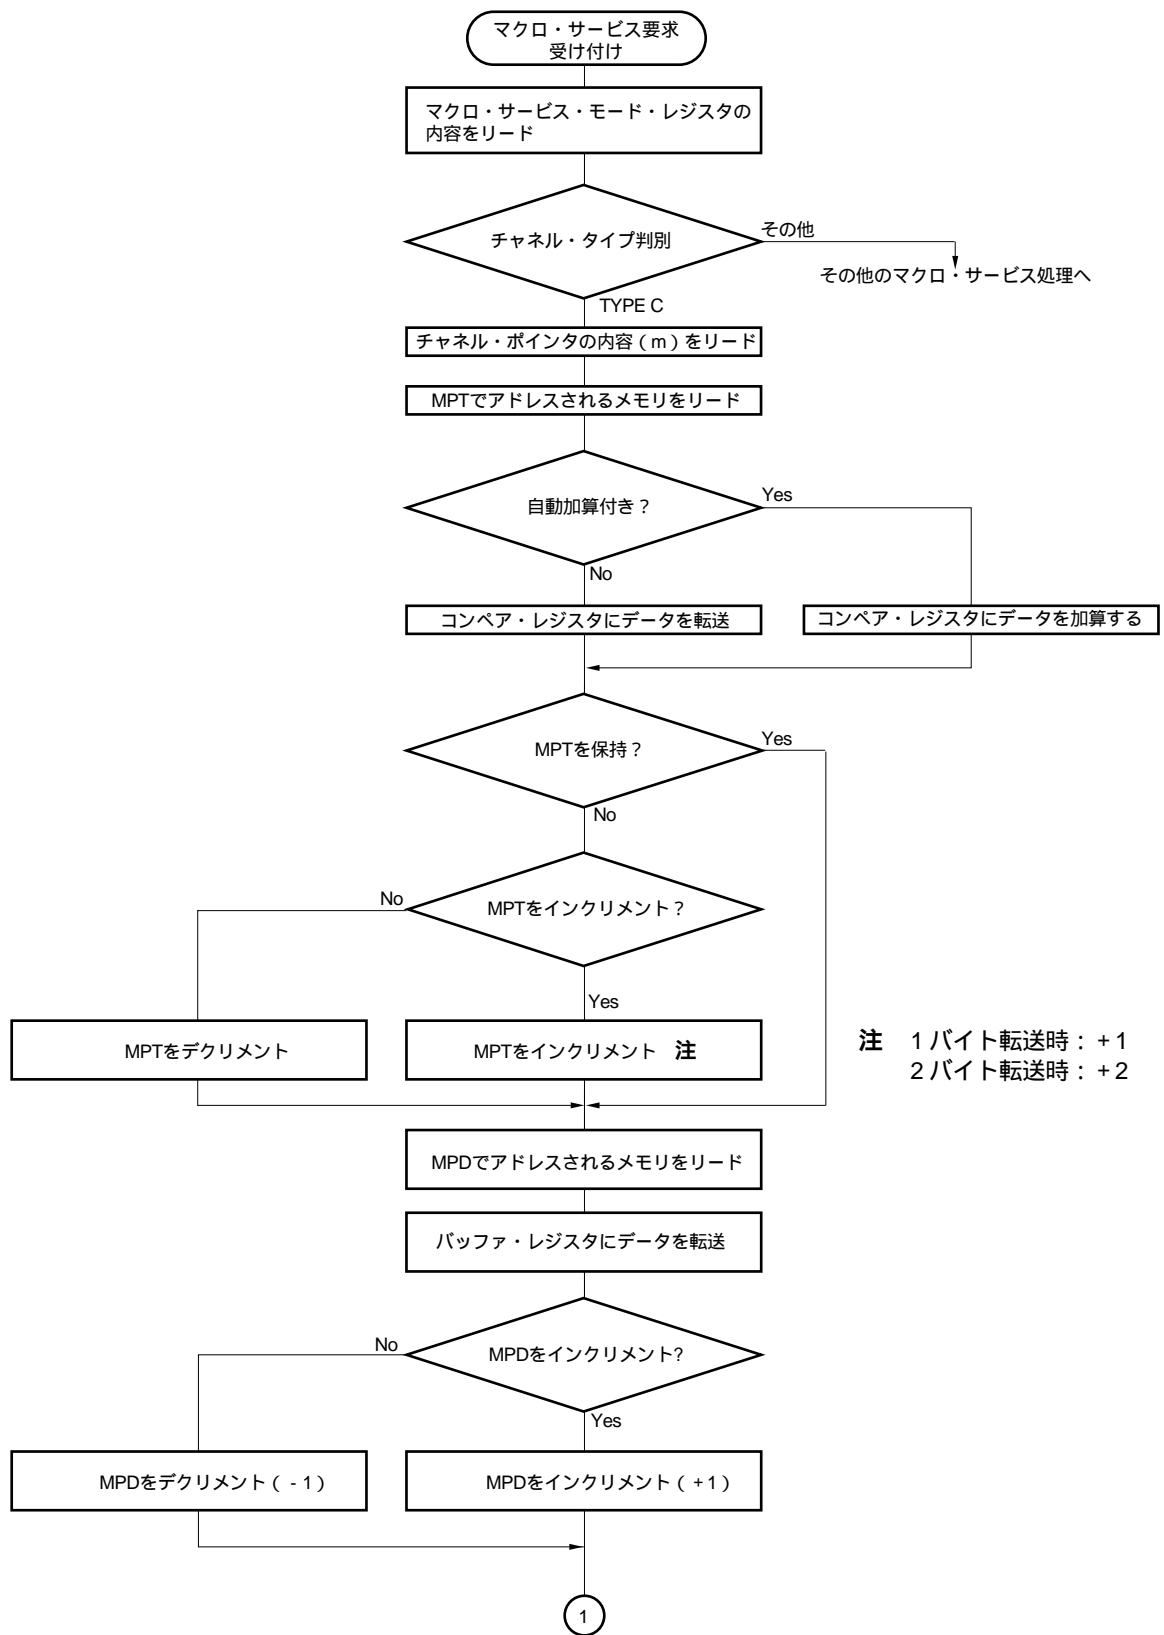 マクロ・サービス要求
受け付け
マクロ・サービス・モード・レジスタの
内容をリード
チャネル・タイプ判別
その他
その他のマクロ・サービス処理へ
TYPE C
チャネル・ポインタの内容（m）をリード
MPTでアドレスされるメモリをリード
自動加算付き？
Yes
No
コンペア・レジスタにデータを転送
コンペア・レジスタにデータを加算する
MPTを保持？
Yes
No
MPTをインクリメント？
No
Yes
MPTをデクリメント
MPTをインクリメント 注
注 1バイト転送時：+1
2バイト転送時：+2
MPDでアドレスされるメモリをリード
バッファ・レジスタにデータを転送
MPDをインクリメント?
No
Yes
MPDをデクリメント（-1）
MPDをインクリメント（+1）
1